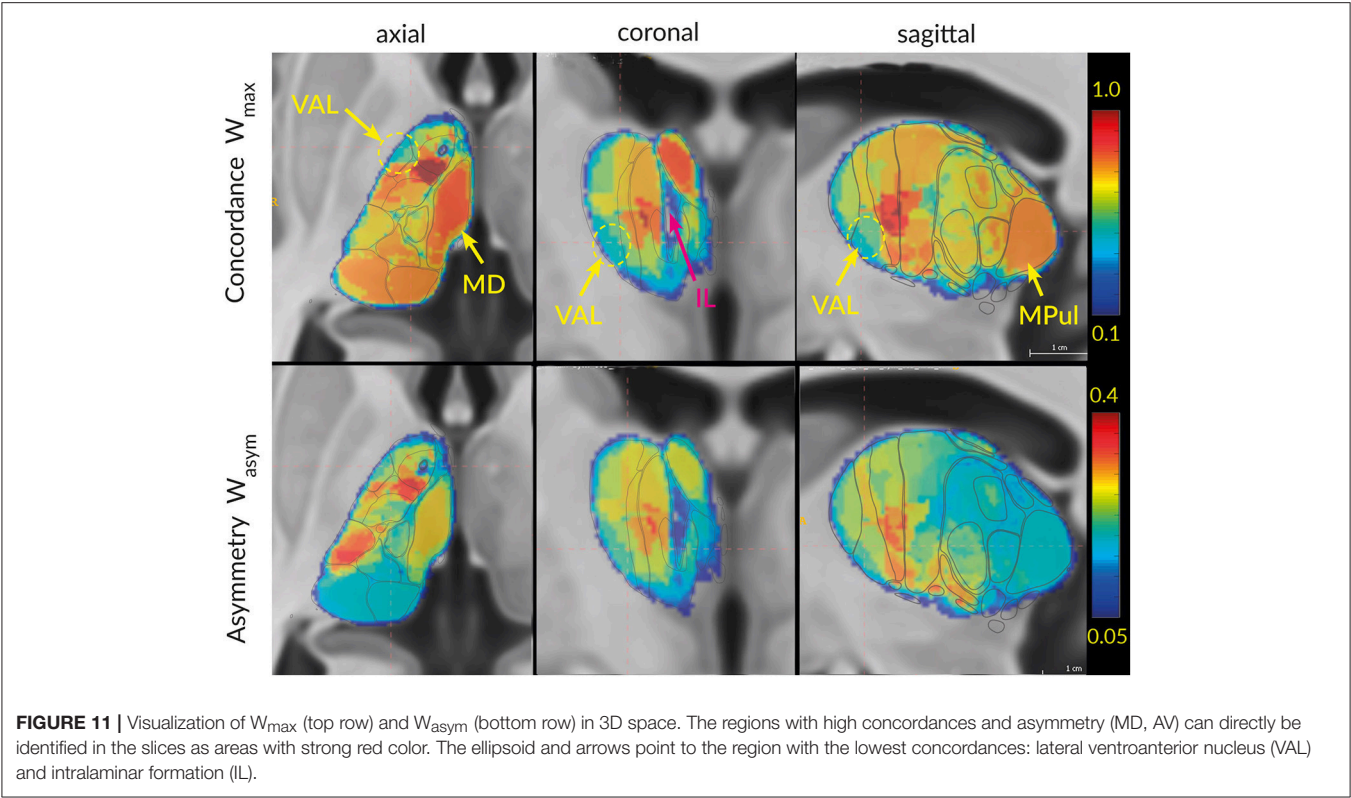 axial coronal sagittal
Concordance Wmax
VAL
MD
VAL
IL
VAL
MPul
1.0
0.1
1 cm
R
Asymmetry Wasym
0.4
0.05
1 cm
FIGURE 11 | Visualization of Wmax (top row) and Wasym (bottom row) in 3D space. The regions with high concordances and asymmetry (MD, AV) can directly be
identified in the slices as areas with strong red color. The ellipsoid and arrows point to the region with the lowest concordances: lateral ventroanterior nucleus (VAL)
and intralaminar formation (IL).